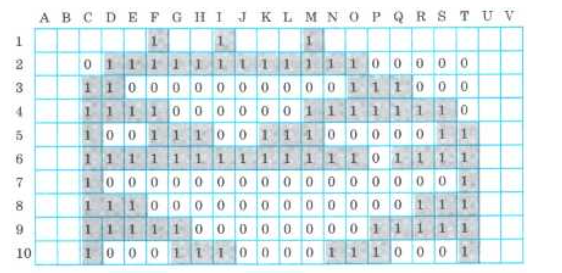 A B C D E F G H I J K L M N O P Q R S T U V
1 1 1 1
2 0 1 1 1 1 1 1 1 1 1 1 1 1 0 0 0 0 0
3 1 1 0 0 0 0 0 0 0 0 0 0 1 1 1 0 0 0
4 1 1 1 1 0 0 0 0 0 0 1 1 1 1 1 1 1 0
5 1 0 0 1 1 1 0 0 1 1 1 0 0 0 0 0 1 1
6 1 1 1 1 1 1 1 1 1 1 1 1 1 0 1 1 1 1
7 1 0 0 0 0 0 0 0 0 0 0 0 0 0 0 0 0 1
8 1 1 1 0 0 0 0 0 0 0 0 0 0 0 0 1 1 1
9 1 1 1 1 1 0 0 0 0 0 0 0 0 1 1 1 1 1
10 1 0 0 0 1 1 1 0 0 0 0 1 1 1 0 0 0 1